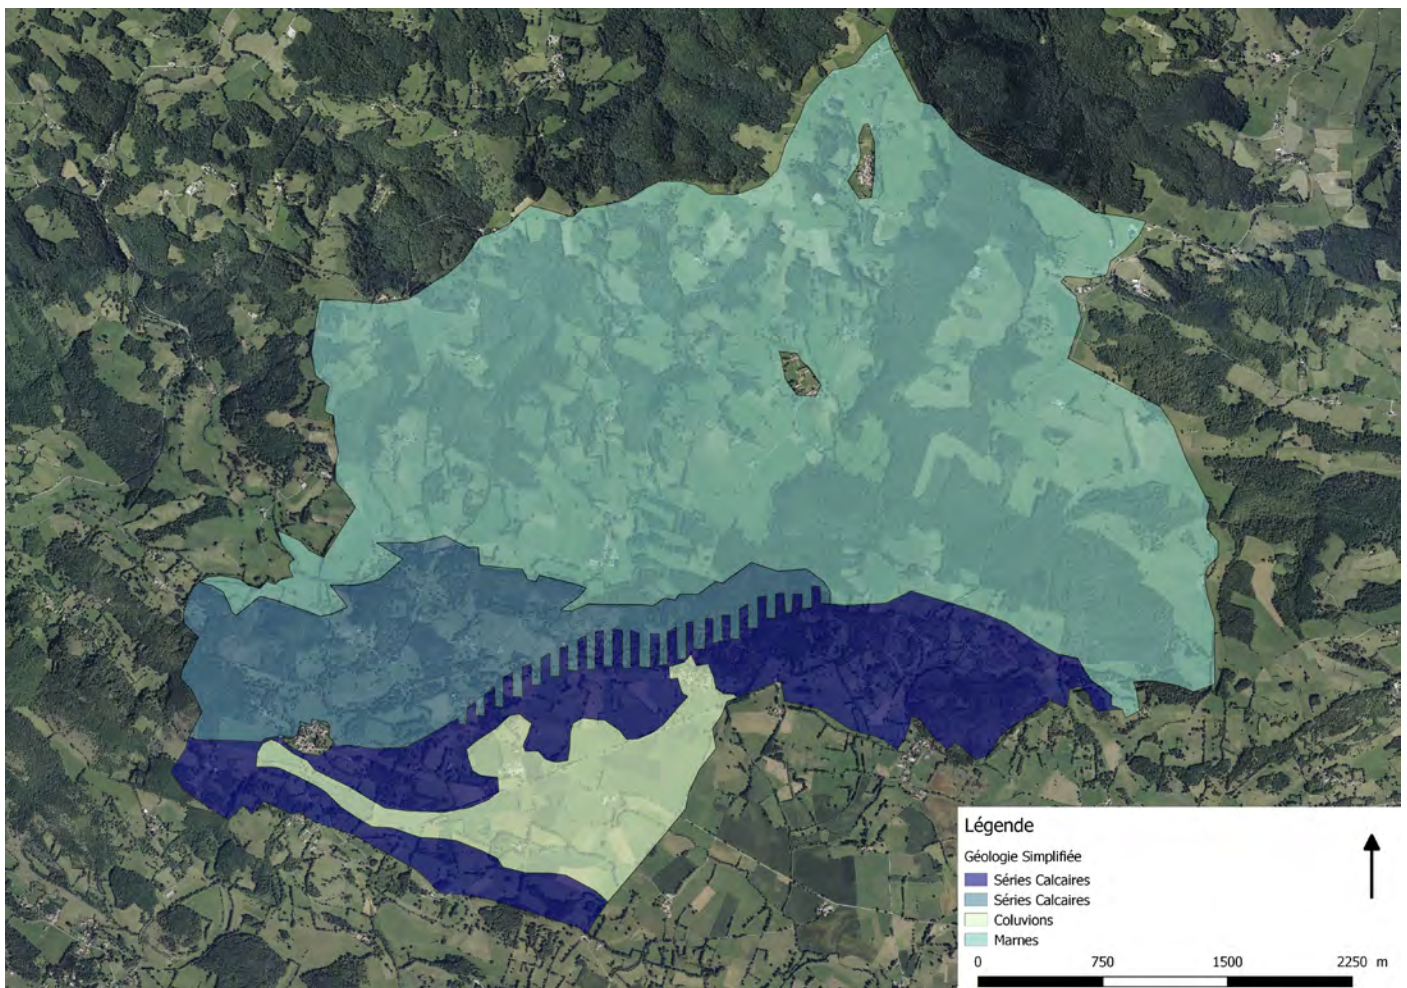 Légende
Géologie Simplifiée
Séries Calcaires
Séries Calcaires
Coluvions
Marnes
0 750 1500 2250 m